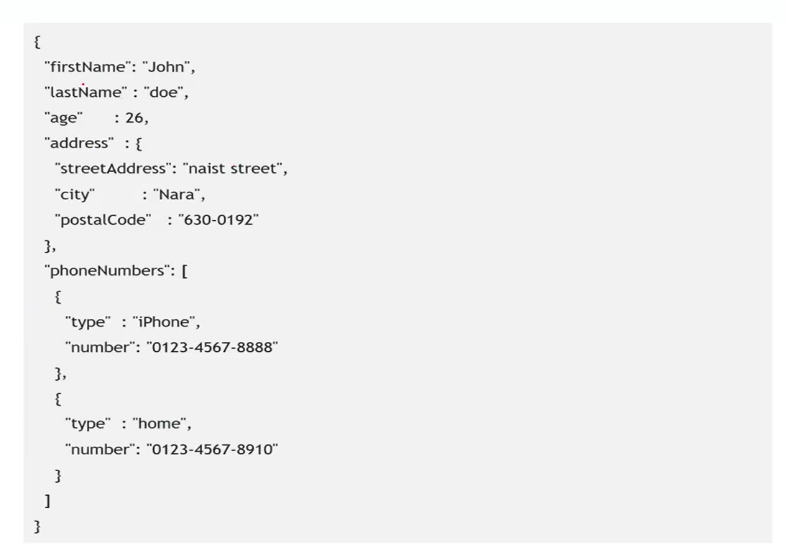 {
"firstName": "John",
"lastName" : "doe",
"age" : 26,
"address" : {
"streetAddress": "naist street",
"city" : "Nara",
"postalCode" : "630-0192"
},
"phoneNumbers": [
{
"type" : "iPhone",
"number": "0123-4567-8888"
},
{
"type" : "home",
"number": "0123-4567-8910"
}
]
}